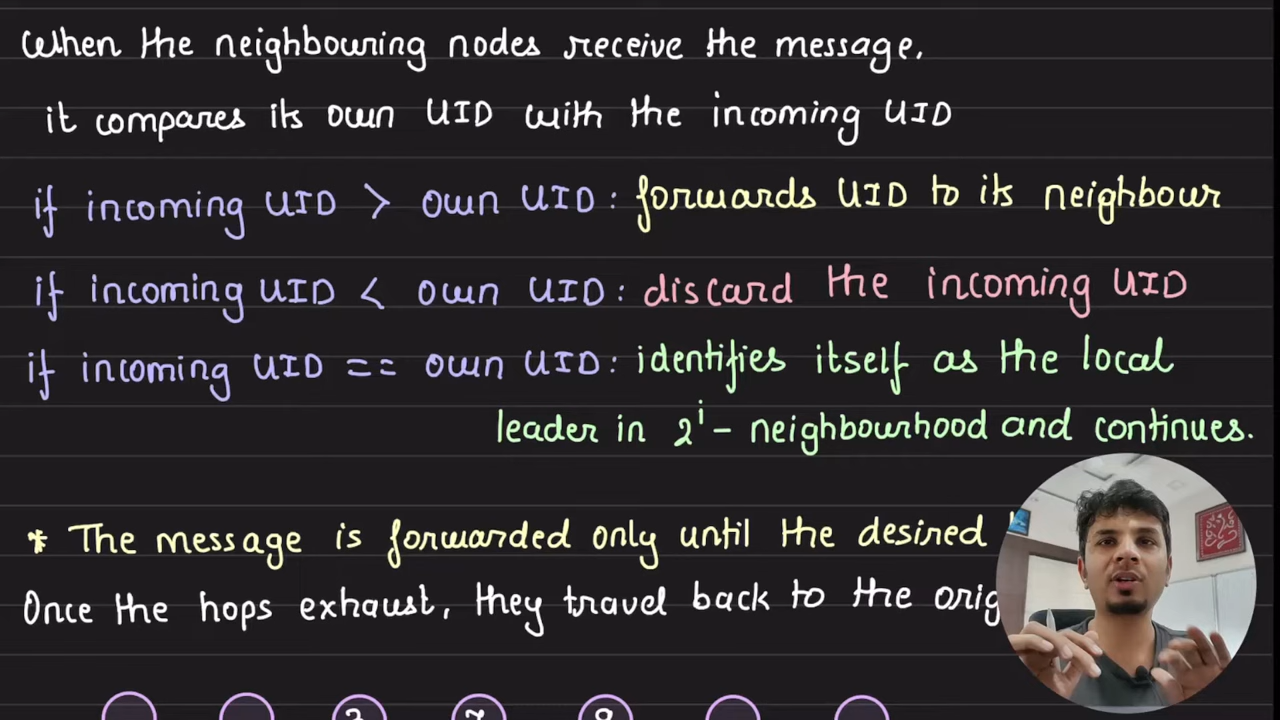 When the neighbouring nodes receive the message,
it compares its own UID with the incoming UID
if incoming UID > own UID: forwards UID to its neighbour
if incoming UID < own UID: discard the incoming UID
if incoming UID == own UID: identifies itself as the local
leader in 2^i - neighbourhood and continues.
* The message is forwarded only until the desired
Once the hops exhaust, they travel back to the
7